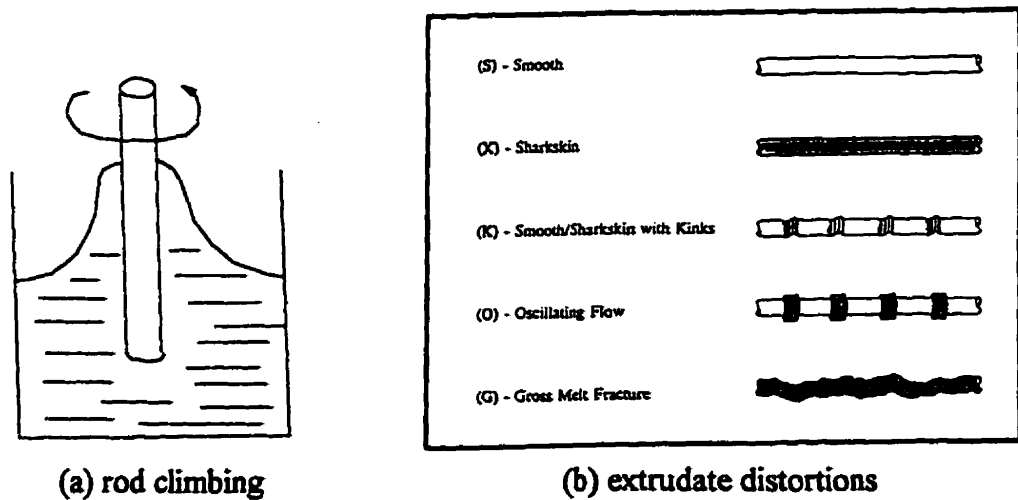 (S) - Smooth
(X) - Sharkskin
(K) - Smooth/Sharkskin with Kinks
(O) - Oscillating Flow
(G) - Gross Melt Fracture
(a) rod climbing
(b) extrudate distortions